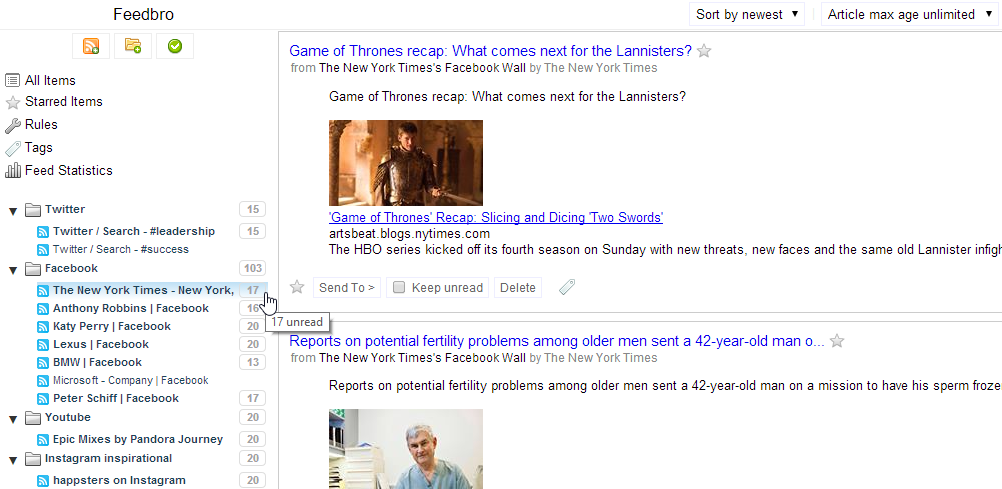 Feedbro
Sort by newest ▼
Article max age unlimited ▼
All Items
Starred Items
Rules
Tags
Feed Statistics
Twitter 15
Twitter / Search - #leadership 15
Twitter / Search - #success
Facebook 103
The New York Times - New York, 17
Anthony Robbins | Facebook 16
17 unread
Katy Perry | Facebook 20
Lexus | Facebook 20
BMW | Facebook 13
Microsoft - Company | Facebook
Peter Schiff | Facebook 17
Youtube 20
Epic Mixes by Pandora Journey 20
Instagram inspirational 20
happsters on Instagram 20
Game of Thrones recap: What comes next for the Lannisters?
from The New York Times's Facebook Wall by The New York Times
Game of Thrones recap: What comes next for the Lannisters?
'Game of Thrones' Recap: Slicing and Dicing 'Two Swords'
artsbeat.blogs.nytimes.com
The HBO series kicked off its fourth season on Sunday with new threats, new faces and the same old Lannister infigh
Send To > Keep unread Delete
Reports on potential fertility problems among older men sent a 42-year-old man o...
from The New York Times's Facebook Wall by The New York Times
Reports on potential fertility problems among older men sent a 42-year-old man on a mission to have his sperm froze